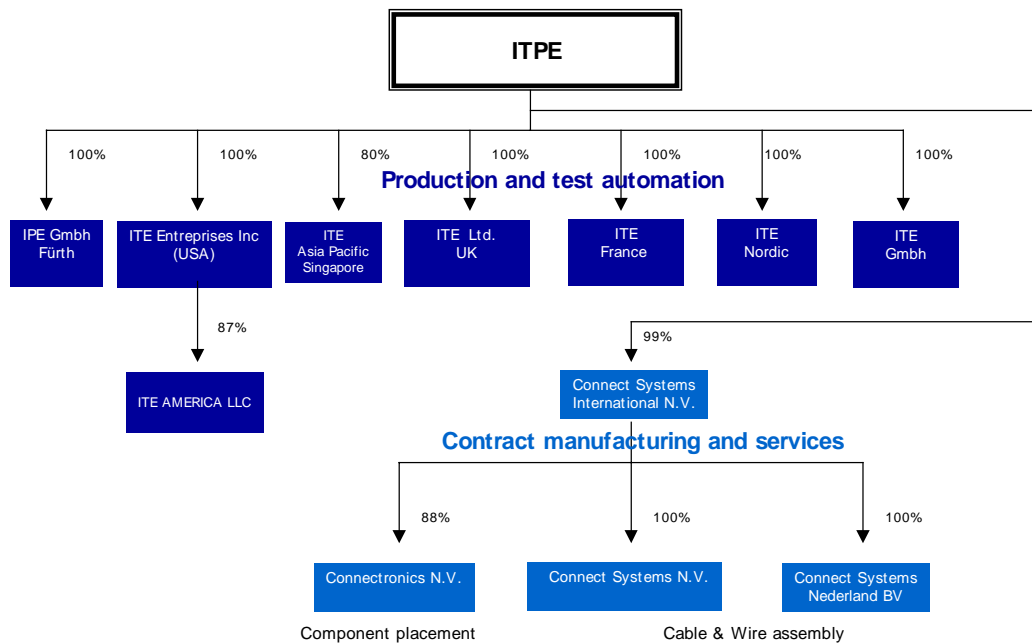 ITPE
100%
100%
80%
100%
100%
100%
100%
Production and test automation
IPE Gmbh
Fürth
ITE Entreprises Inc
(USA)
ITE
Asia Pacific
Singapore
ITE Ltd.
UK
ITE
France
ITE
Nordic
ITE
Gmbh
87%
99%
ITE AMERICA LLC
Connect Systems
International N.V.
Contract manufacturing and services
88%
100%
100%
Connectronics N.V.
Connect Systems N.V.
Connect Systems
Nederland BV
Component placement
Cable & Wire assembly